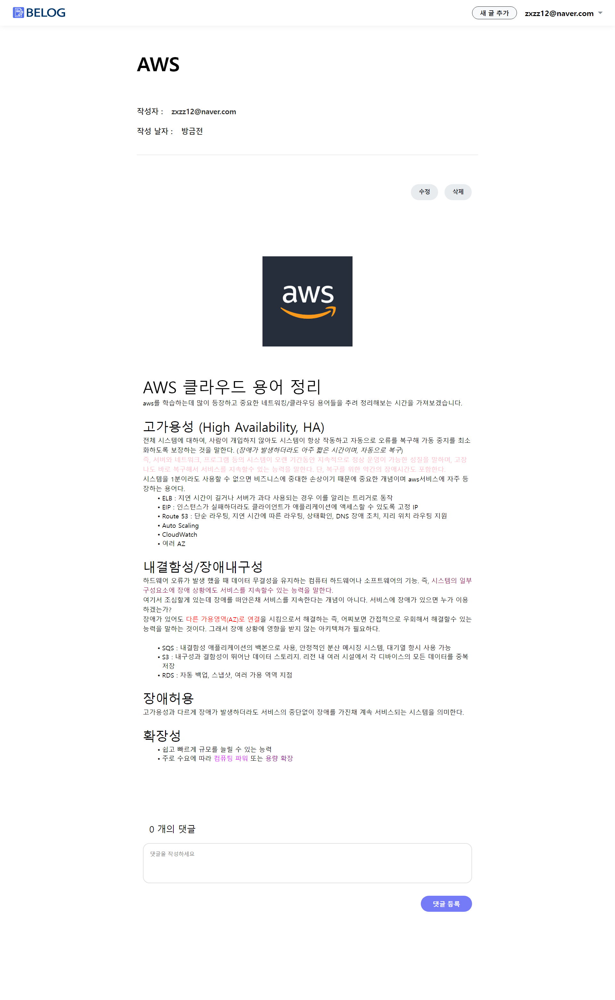 BELOG
새 글 추가
zxzz12@naver.com
AWS
작성자 : zxzz12@naver.com
작성 날자 : 방금전
수정
삭제
aws
AWS 클라우드 용어 정리
aws를 학습하는데 많이 등장하고 중요한 네트워킹/클라우딩 용어들을 추려 정리해보는 시간을 가져보겠습니다.
고가용성 (High Availability, HA)
전체 시스템에 대하여, 사람이 개입하지 않아도 시스템이 항상 작동하고 자동으로 오류를 복구해 가동 중지를 최소
화하도록 보장하는 것을 말한다. (장애가 발생하더라도 아주 짧은 시간이며, 자동으로 복구)
즉, 서버와 네트워크, 프로그램 등의 시스템이 오랜 기간동안 지속적으로 정상 운영이 가능한 성질을 말하며, 고장
나도 바로 복구해서 서비스를 지속할수 있는 능력을 말한다. 단, 복구를 위한 약간의 장애시간도 포함한다.
시스템을 1분이라도 사용할 수 없으면 비즈니스에 중대한 손상이기 때문에 중요한 개념이며 aws서비스에 자주 등
장하는 용어다.
• ELB : 지연 시간이 길거나 서버가 과다 사용되는 경우 이를 알리는 트리거로 동작
• EIP : 인스턴스가 실패하더라도 클라이언트가 애플리케이션에 액세스할 수 있도록 고정 IP
• Route 53 : 단순 라우팅, 지연 시간에 따른 라우팅, 상태확인, DNS 장애 조치, 지리 위치 라우팅 지원
• Auto Scaling
• CloudWatch
• 여러 AZ
내결함성/장애내구성
하드웨어 오류가 발생 했을 때 데이터 무결성을 유지하는 컴퓨터 하드웨어나 소프트웨어의 기능. 즉, 시스템의 일부
구성요소에 장애 상황에도 서비스를 지속할수 있는 능력을 말한다.
여기서 조심할게 있는데 장애를 떠안은채 서비스를 지속한다는 개념이 아니다. 서비스에 장애가 있으면 누가 이용
하겠는가?
장애가 있어도 다른 가용영역(AZ)로 연결을 시킴으로서 해결하는 즉, 어찌보면 간접적으로 우회해서 해결할수 있는
능력을 말하는 것이다. 그래서 장애 상황에 영향을 받지 않는 아키텍쳐가 필요하다.
• SQS : 내결함성 애플리케이션의 백본으로 사용, 안정적인 분산 메시징 시스템, 대기열 항시 사용 가능
• S3 : 내구성과 결함성이 뛰어난 데이터 스토리지. 리전 내 여러 시설에서 각 디바이스의 모든 데이터를 중복
저장
• RDS : 자동 백업, 스냅샷, 여러 가용 역역 지점
장애허용
고가용성과 다르게 장애가 발생하더라도 서비스의 중단없이 장애를 가진채 계속 서비스되는 시스템을 의미한다.
확장성
• 쉽고 빠르게 규모를 늘릴 수 있는 능력
• 주로 수요에 따라 컴퓨팅 파워 또는 용량 확장
0 개의 댓글
댓글을 작성하세요
댓글 등록